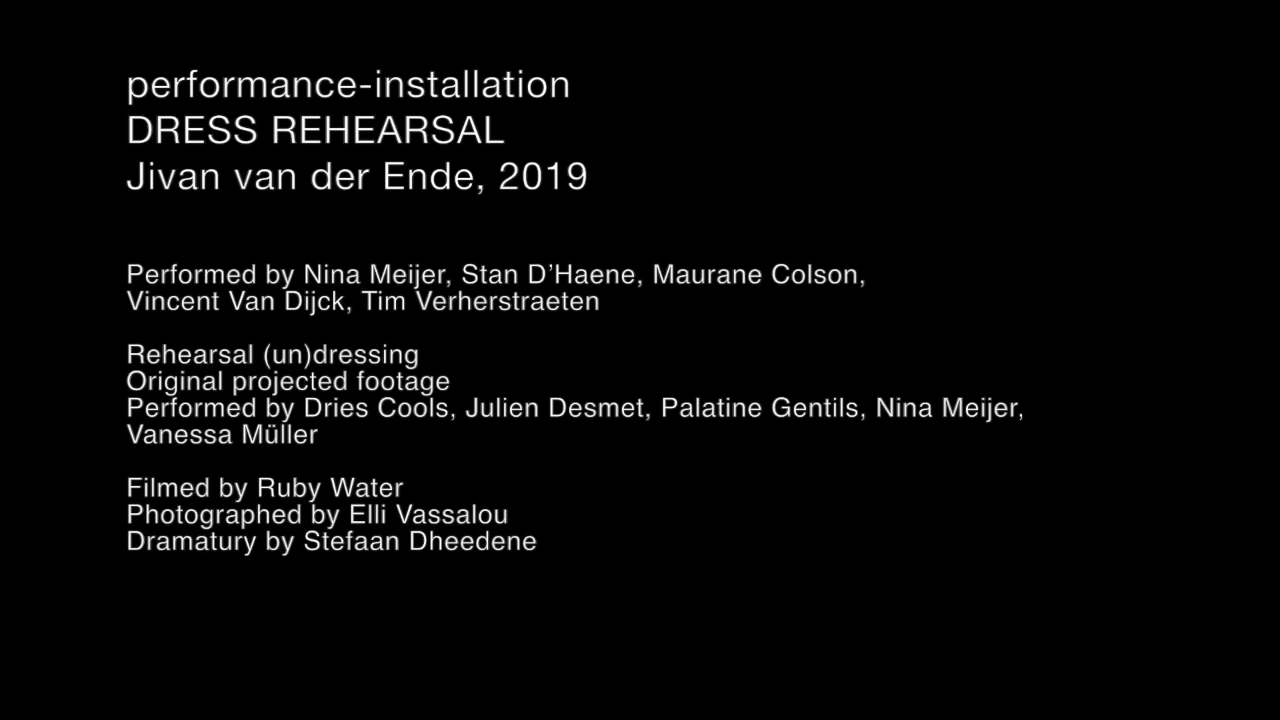 performance-installation
DRESS REHEARSAL
Jivan van der Ende, 2019
Performed by Nina Meijer, Stan D’Haene, Maurane Colson,
Vincent Van Dijck, Tim Verherstraeten
Rehearsal (un)dressing
Original projected footage
Performed by Dries Cools, Julien Desmet, Palatine Gentils, Nina Meijer,
Vanessa Müller
Filmed by Ruby Water
Photographed by Elli Vassalou
Dramatury by Stefaan Dheedene